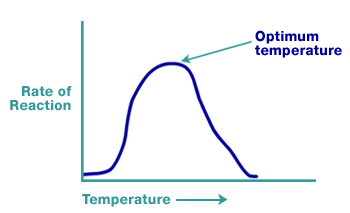 Optimum
temperature
Rate of
Reaction
Temperature